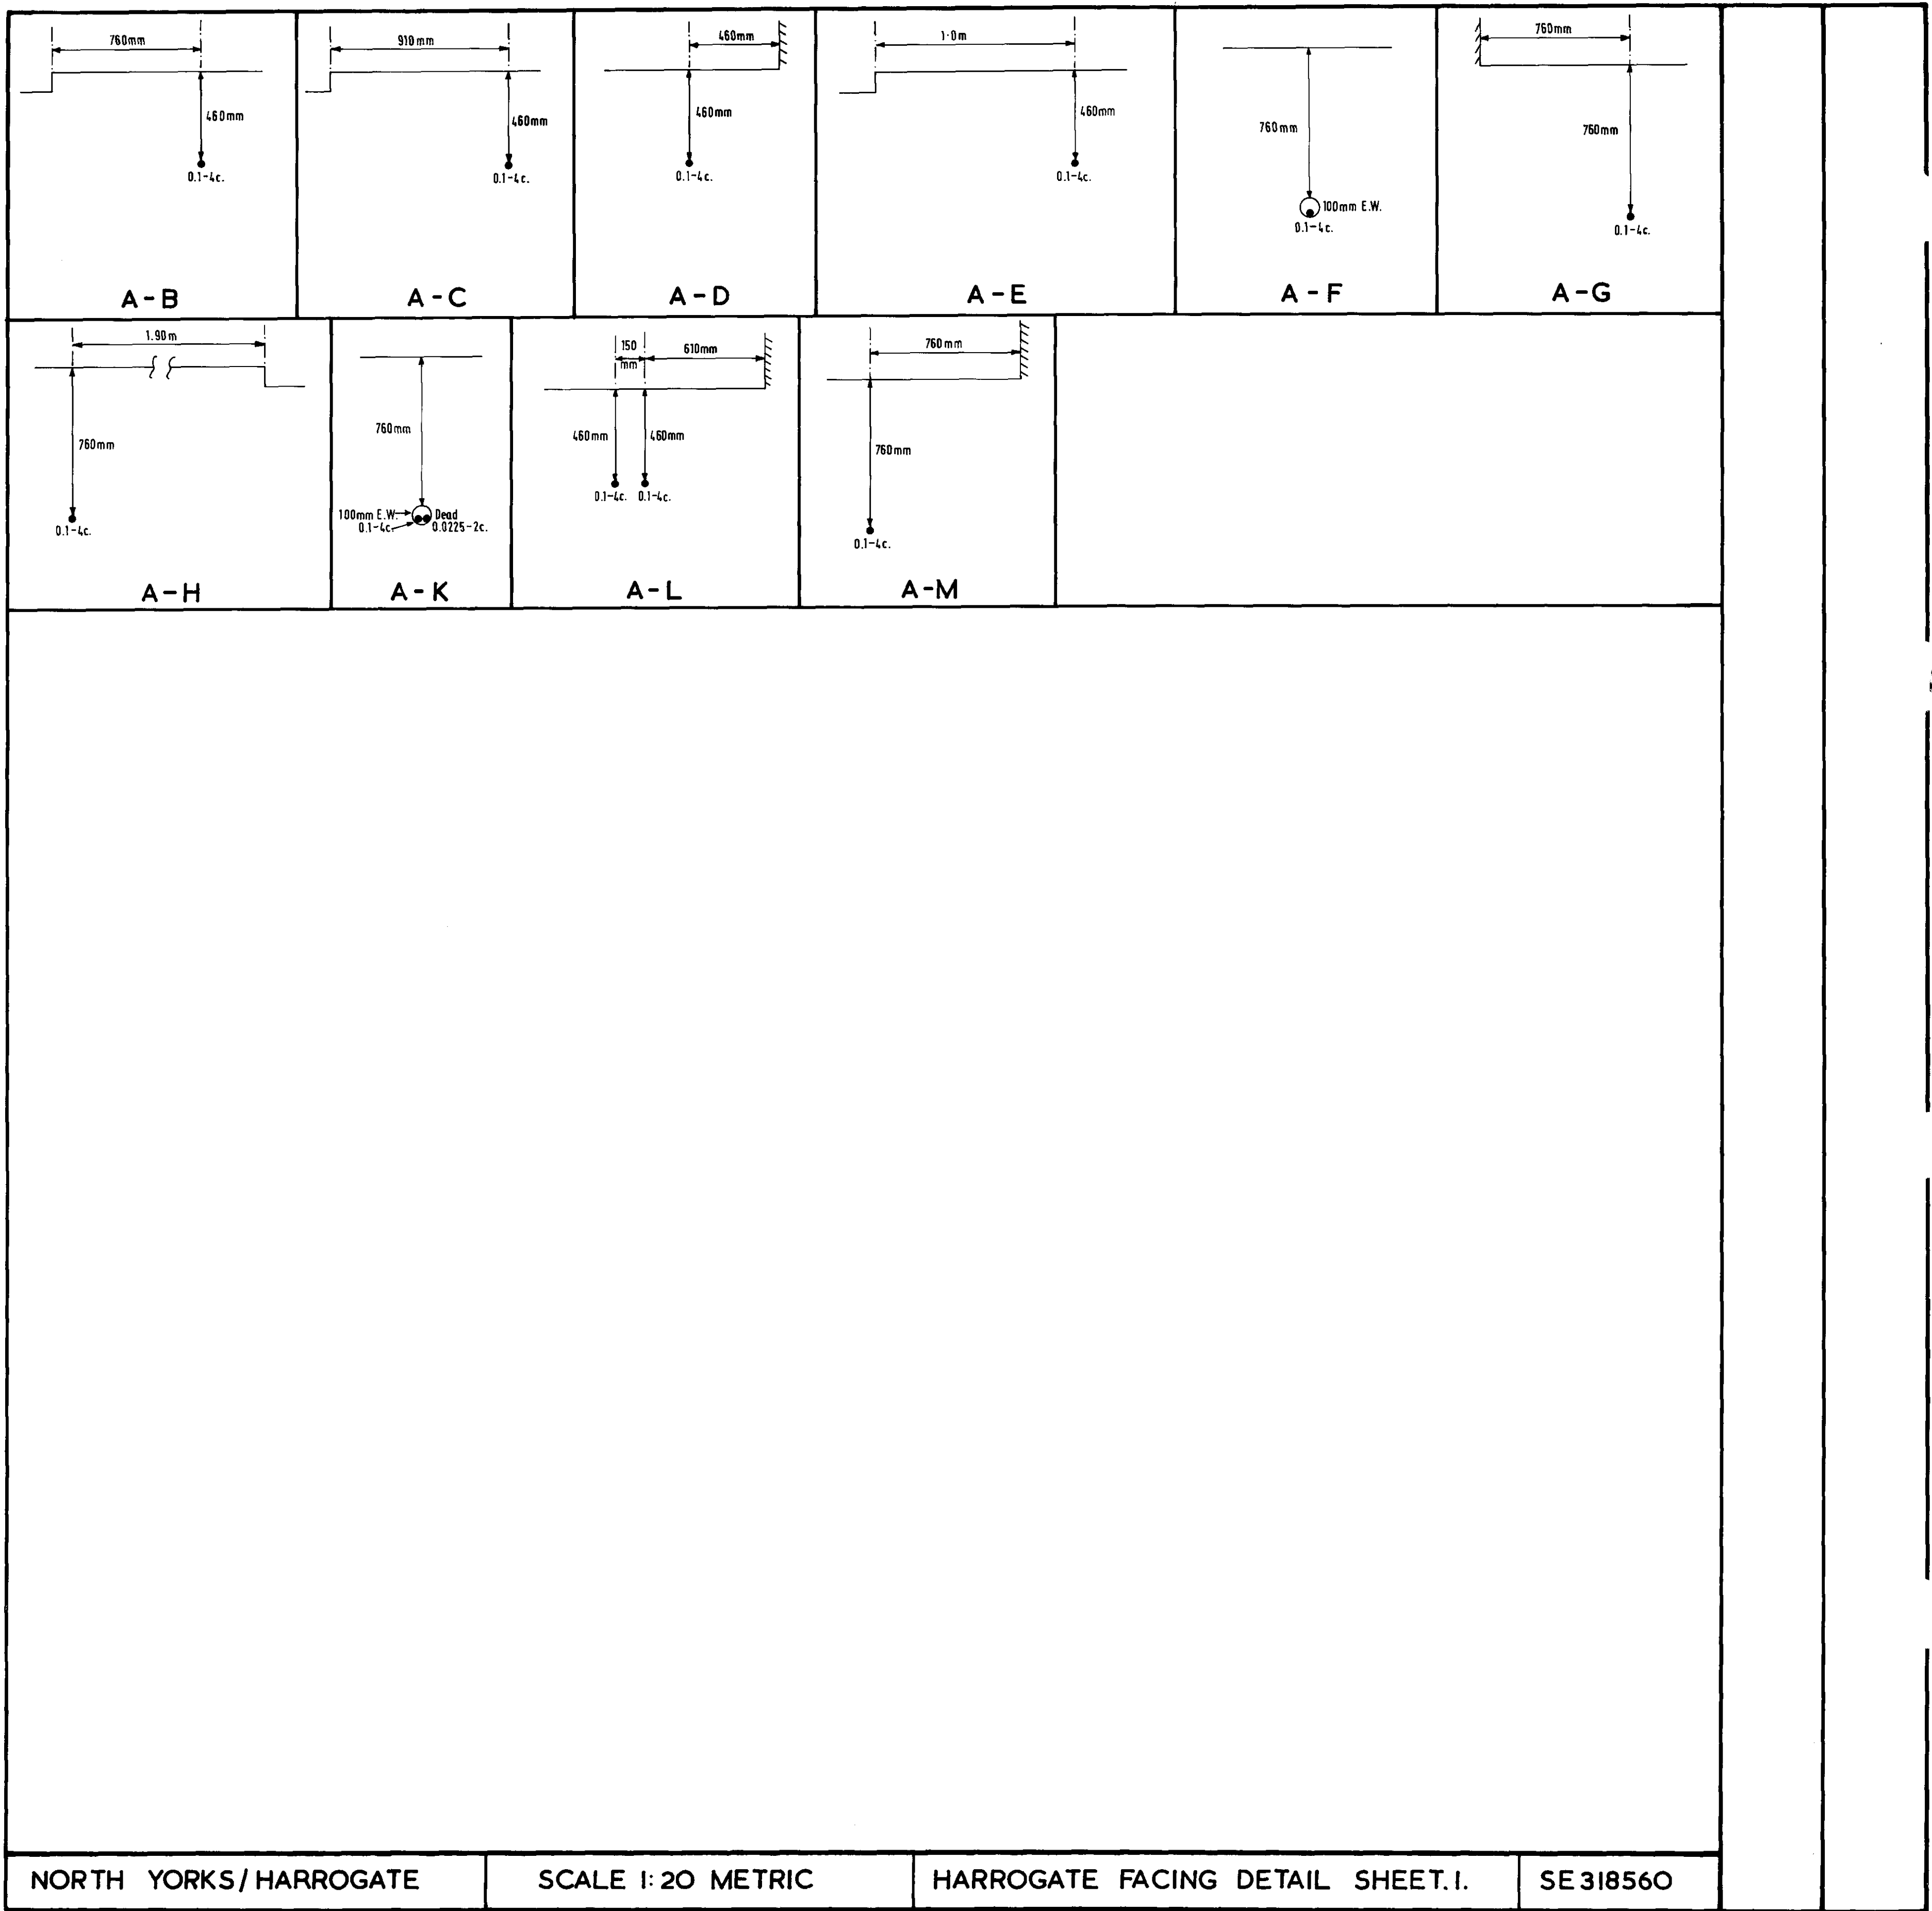 760mm
460mm
0.1-4c.
A-B
910mm
460mm
0.1-4c.
A-C
460mm
460mm
0.1-4c.
A-D
1·0m
460mm
0.1-4c.
A-E
760mm
100mm E.W.
0.1-4c.
A-F
760mm
760mm
0.1-4c.
A-G
1.90m
760mm
0.1-4c.
A-H
760mm
100mm E.W. Dead
0.1-4c. 0.0225-2c.
A-K
150 610mm
mm
460mm 460mm
0.1-4c. 0.1-4c.
A-L
760mm
760mm
0.1-4c.
A-M
NORTH YORKS/HARROGATE SCALE 1:20 METRIC HARROGATE FACING DETAIL SHEET.1. SE318560